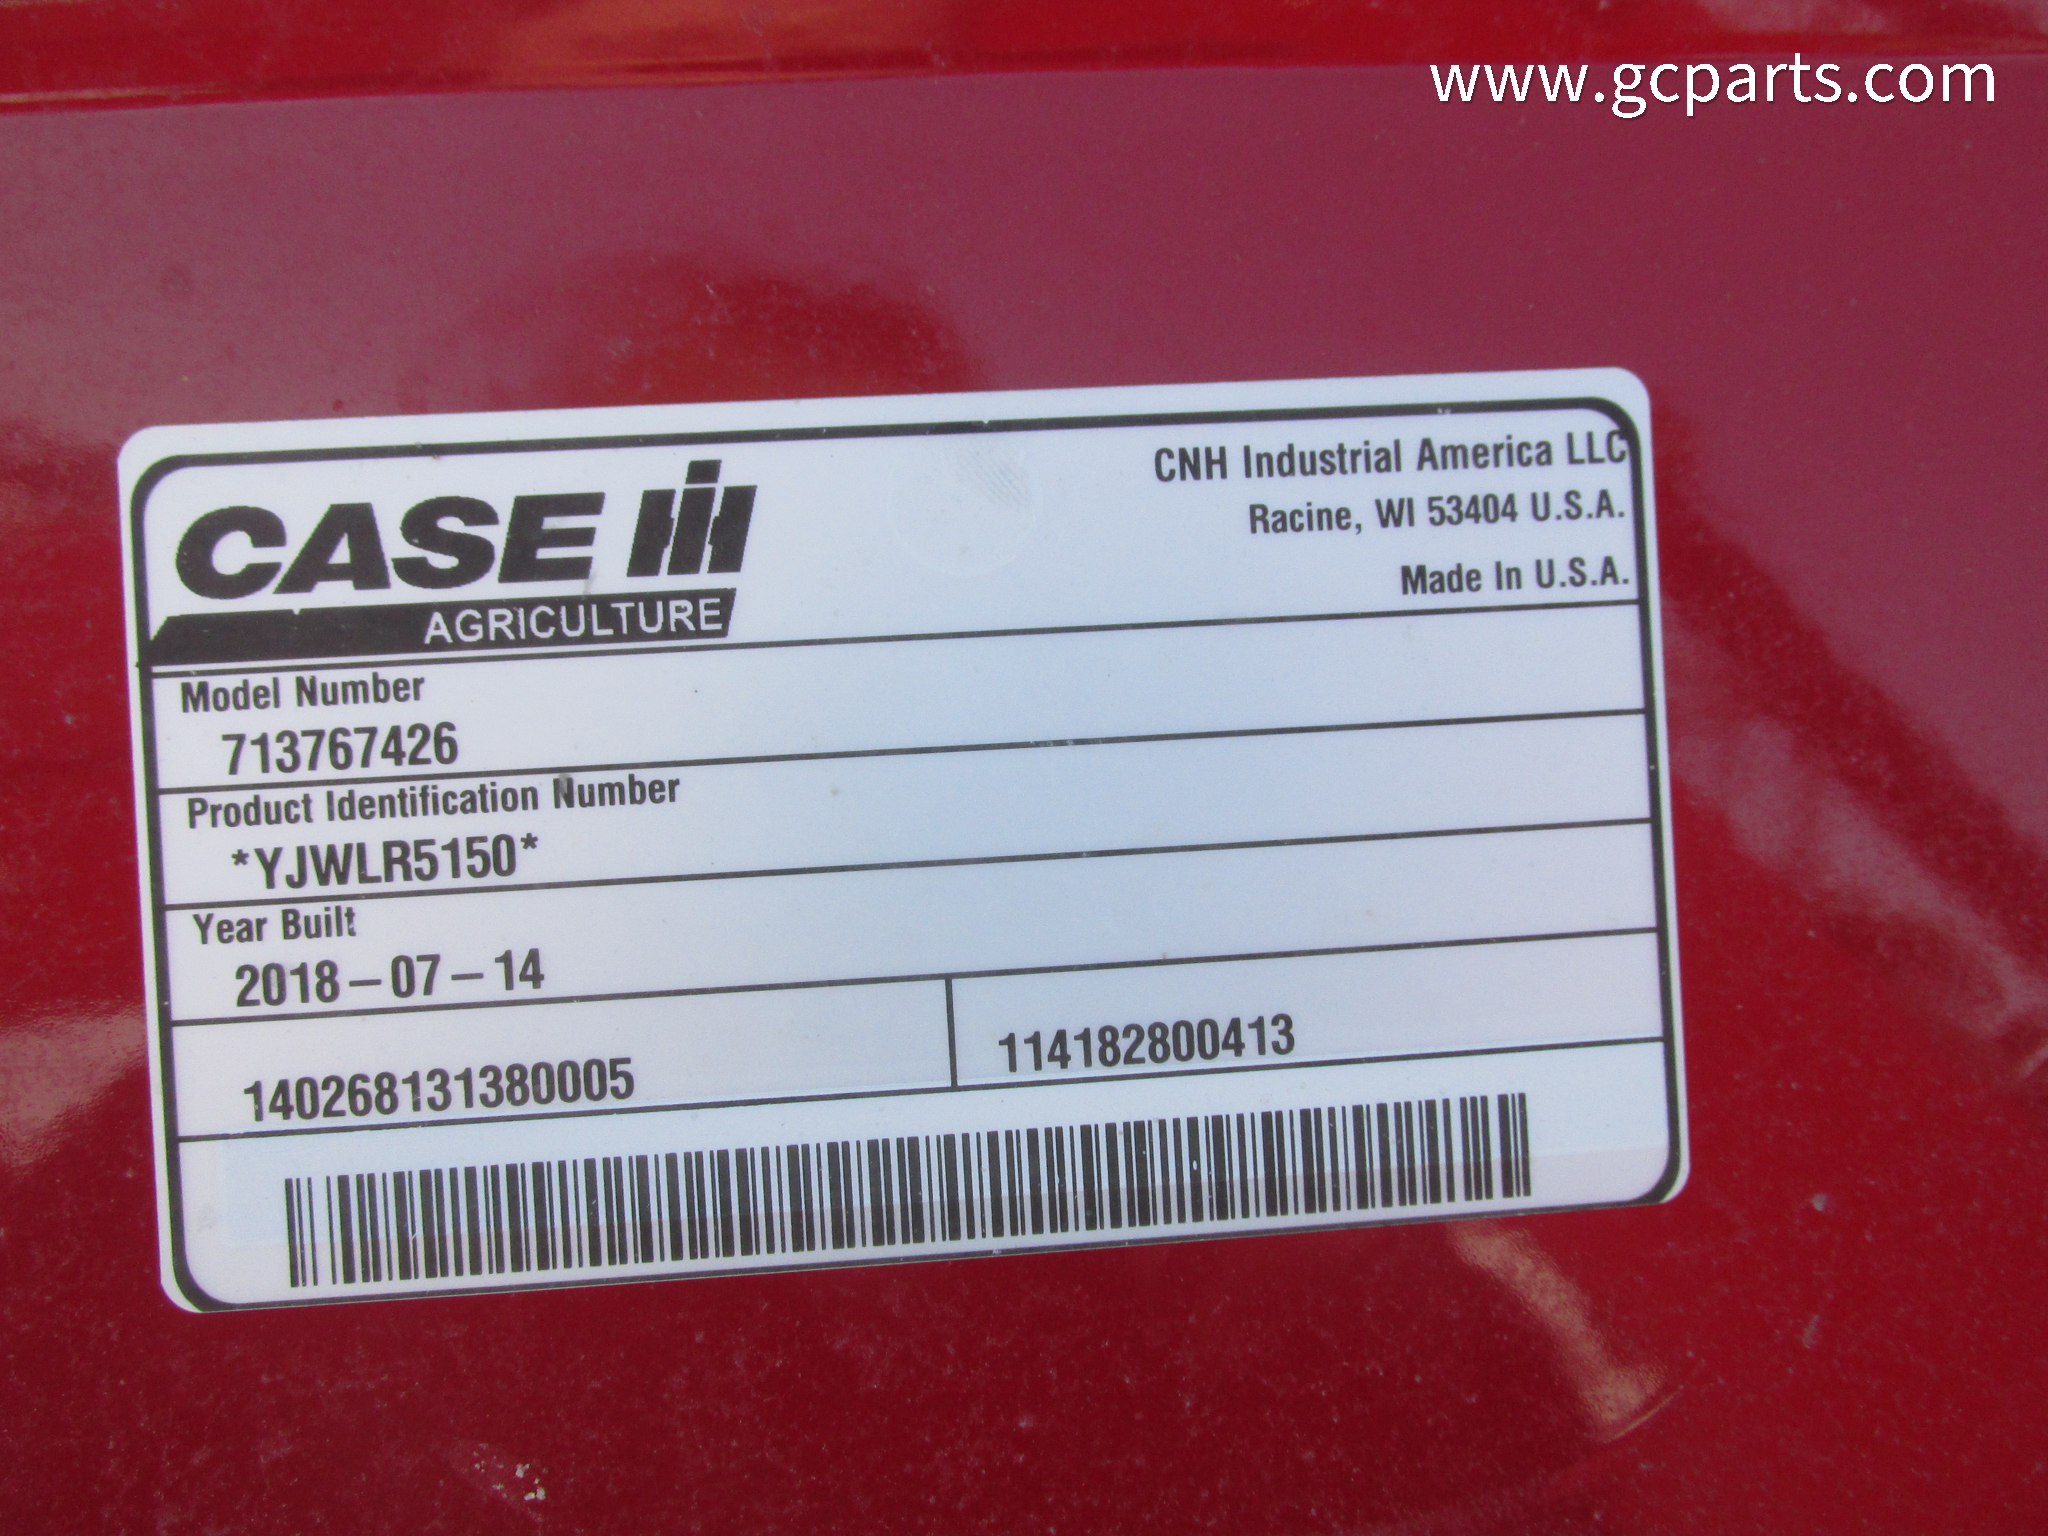 www.gcparts.com
CASE IH
AGRICULTURE
CNH Industrial America LLC
Racine, WI 53404 U.S.A.
Made In U.S.A.
Model Number
713767426
Product Identification Number
*YJWLR5150*
Year Built
2018-07-14
140268131380005
114182800413